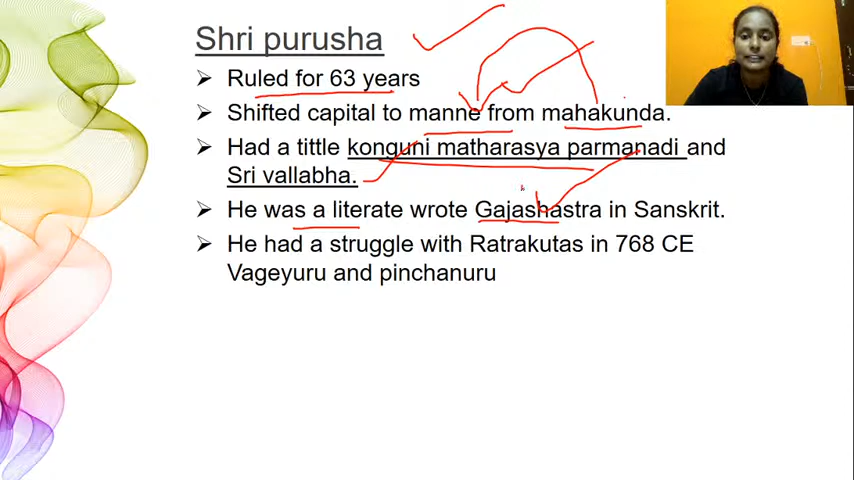 Shri purusha
➢ Ruled for 63 years
➢ Shifted capital to manne from mahakunda.
➢ Had a tittle konguni matharasya parmanadi and
Sri vallabha.
➢ He was a literate wrote Gajashastra in Sanskrit.
➢ He had a struggle with Ratrakutas in 768 CE
Vageyuru and pinchanuru